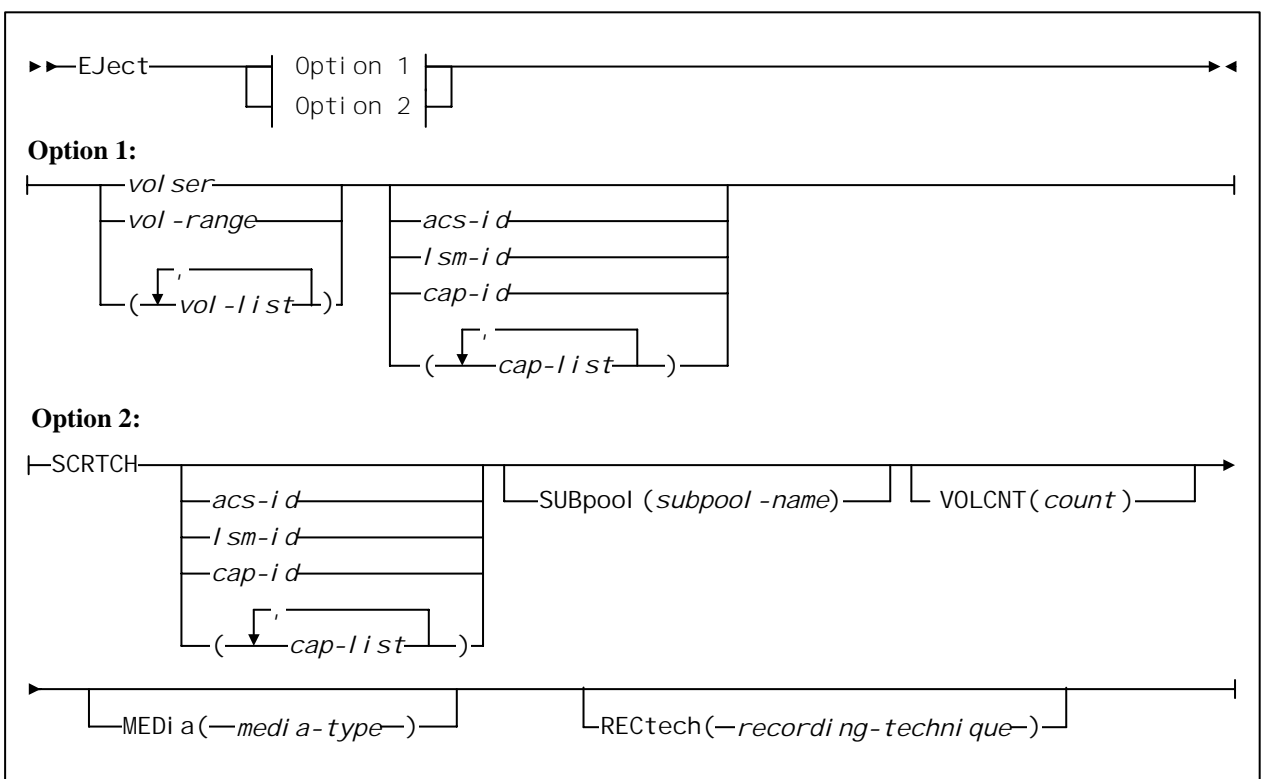 EJect Option 1
Option 2
Option 1:
volser
vol-range
,
(vol-list)
acs-id
lsm-id
cap-id
,
(cap-list)
Option 2:
SCRTCH
acs-id
lsm-id
cap-id
,
(cap-list)
SUBpool(subpool-name)
VOLCNT(count)
MEDia(media-type)
RECtech(recording-technique)